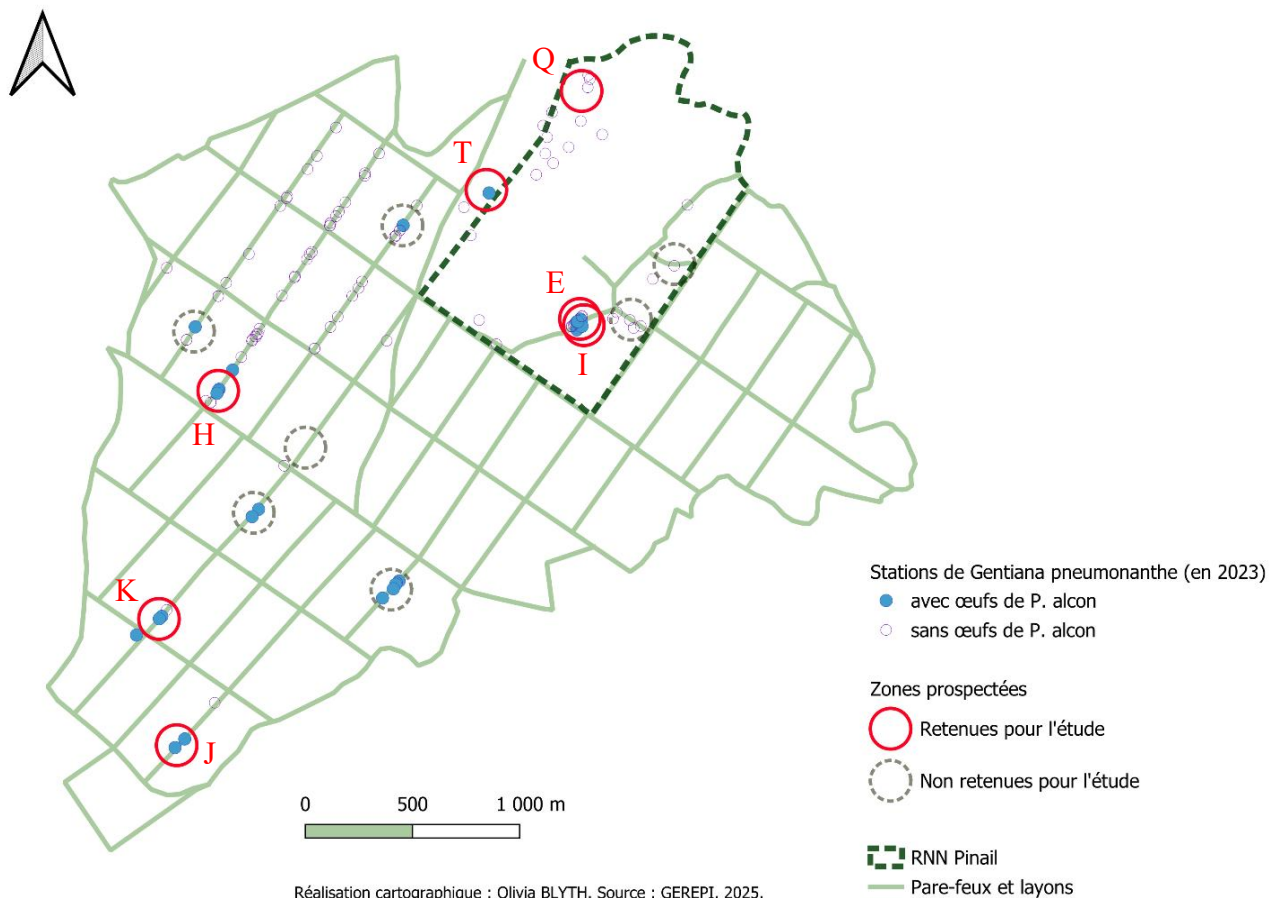 Q
T
E
I
H
K
J
Stations de Gentiana pneumonanthe (en 2023)
avec œufs de P. alcon
sans œufs de P. alcon
Zones prospectées
Retenues pour l'étude
Non retenues pour l'étude
0 500 1 000 m
RNN Pinail
Pare-feux et layons
Réalisation cartographique : Olivia BLYTH. Source : GEREPI, 2025.